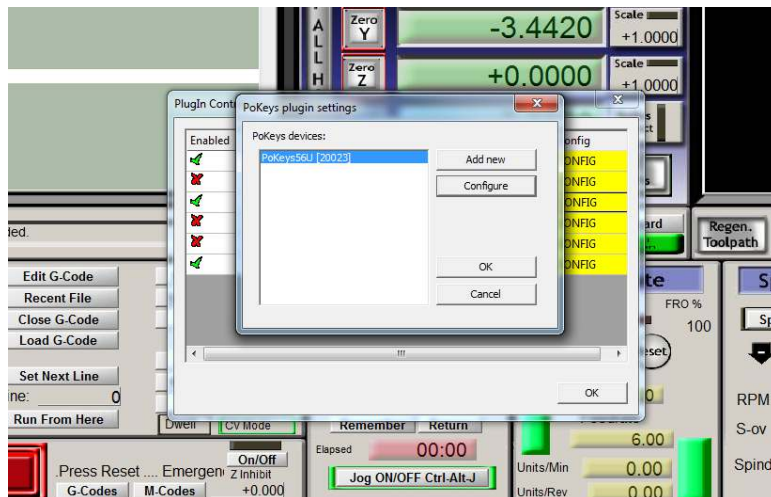 A
L
L
H
Zero
Y
-3.4420
Scale
+1.0000
Zero
Z
+0.0000
Scale
+1.0000
PlugIn Cont
PoKeys plugin settings
Enabled
PoKeys devices:
PoKeys56U [20023]
Add new
Configure
OK
Cancel
onfig
ONFIG
ONFIG
ONFIG
ONFIG
ONFIG
ONFIG
OK
ded.
Regen.
Toolpath
Edit G-Code
Recent File
Close G-Code
Load G-Code
Set Next Line
ine: 0
Run From Here
Dwell
CV Mode
Remember
Return
Elapsed
00:00
Jog ON/OFF Ctrl-Alt-J
.Press Reset .... Emergen
On/Off
Z Inhibit
+0.000
G-Codes
M-Codes
te
FRO %
100
eset
6.00
Units/Min
0.00
Units/Rev
0.00
S
Sp
RPM
S-ov
Spind